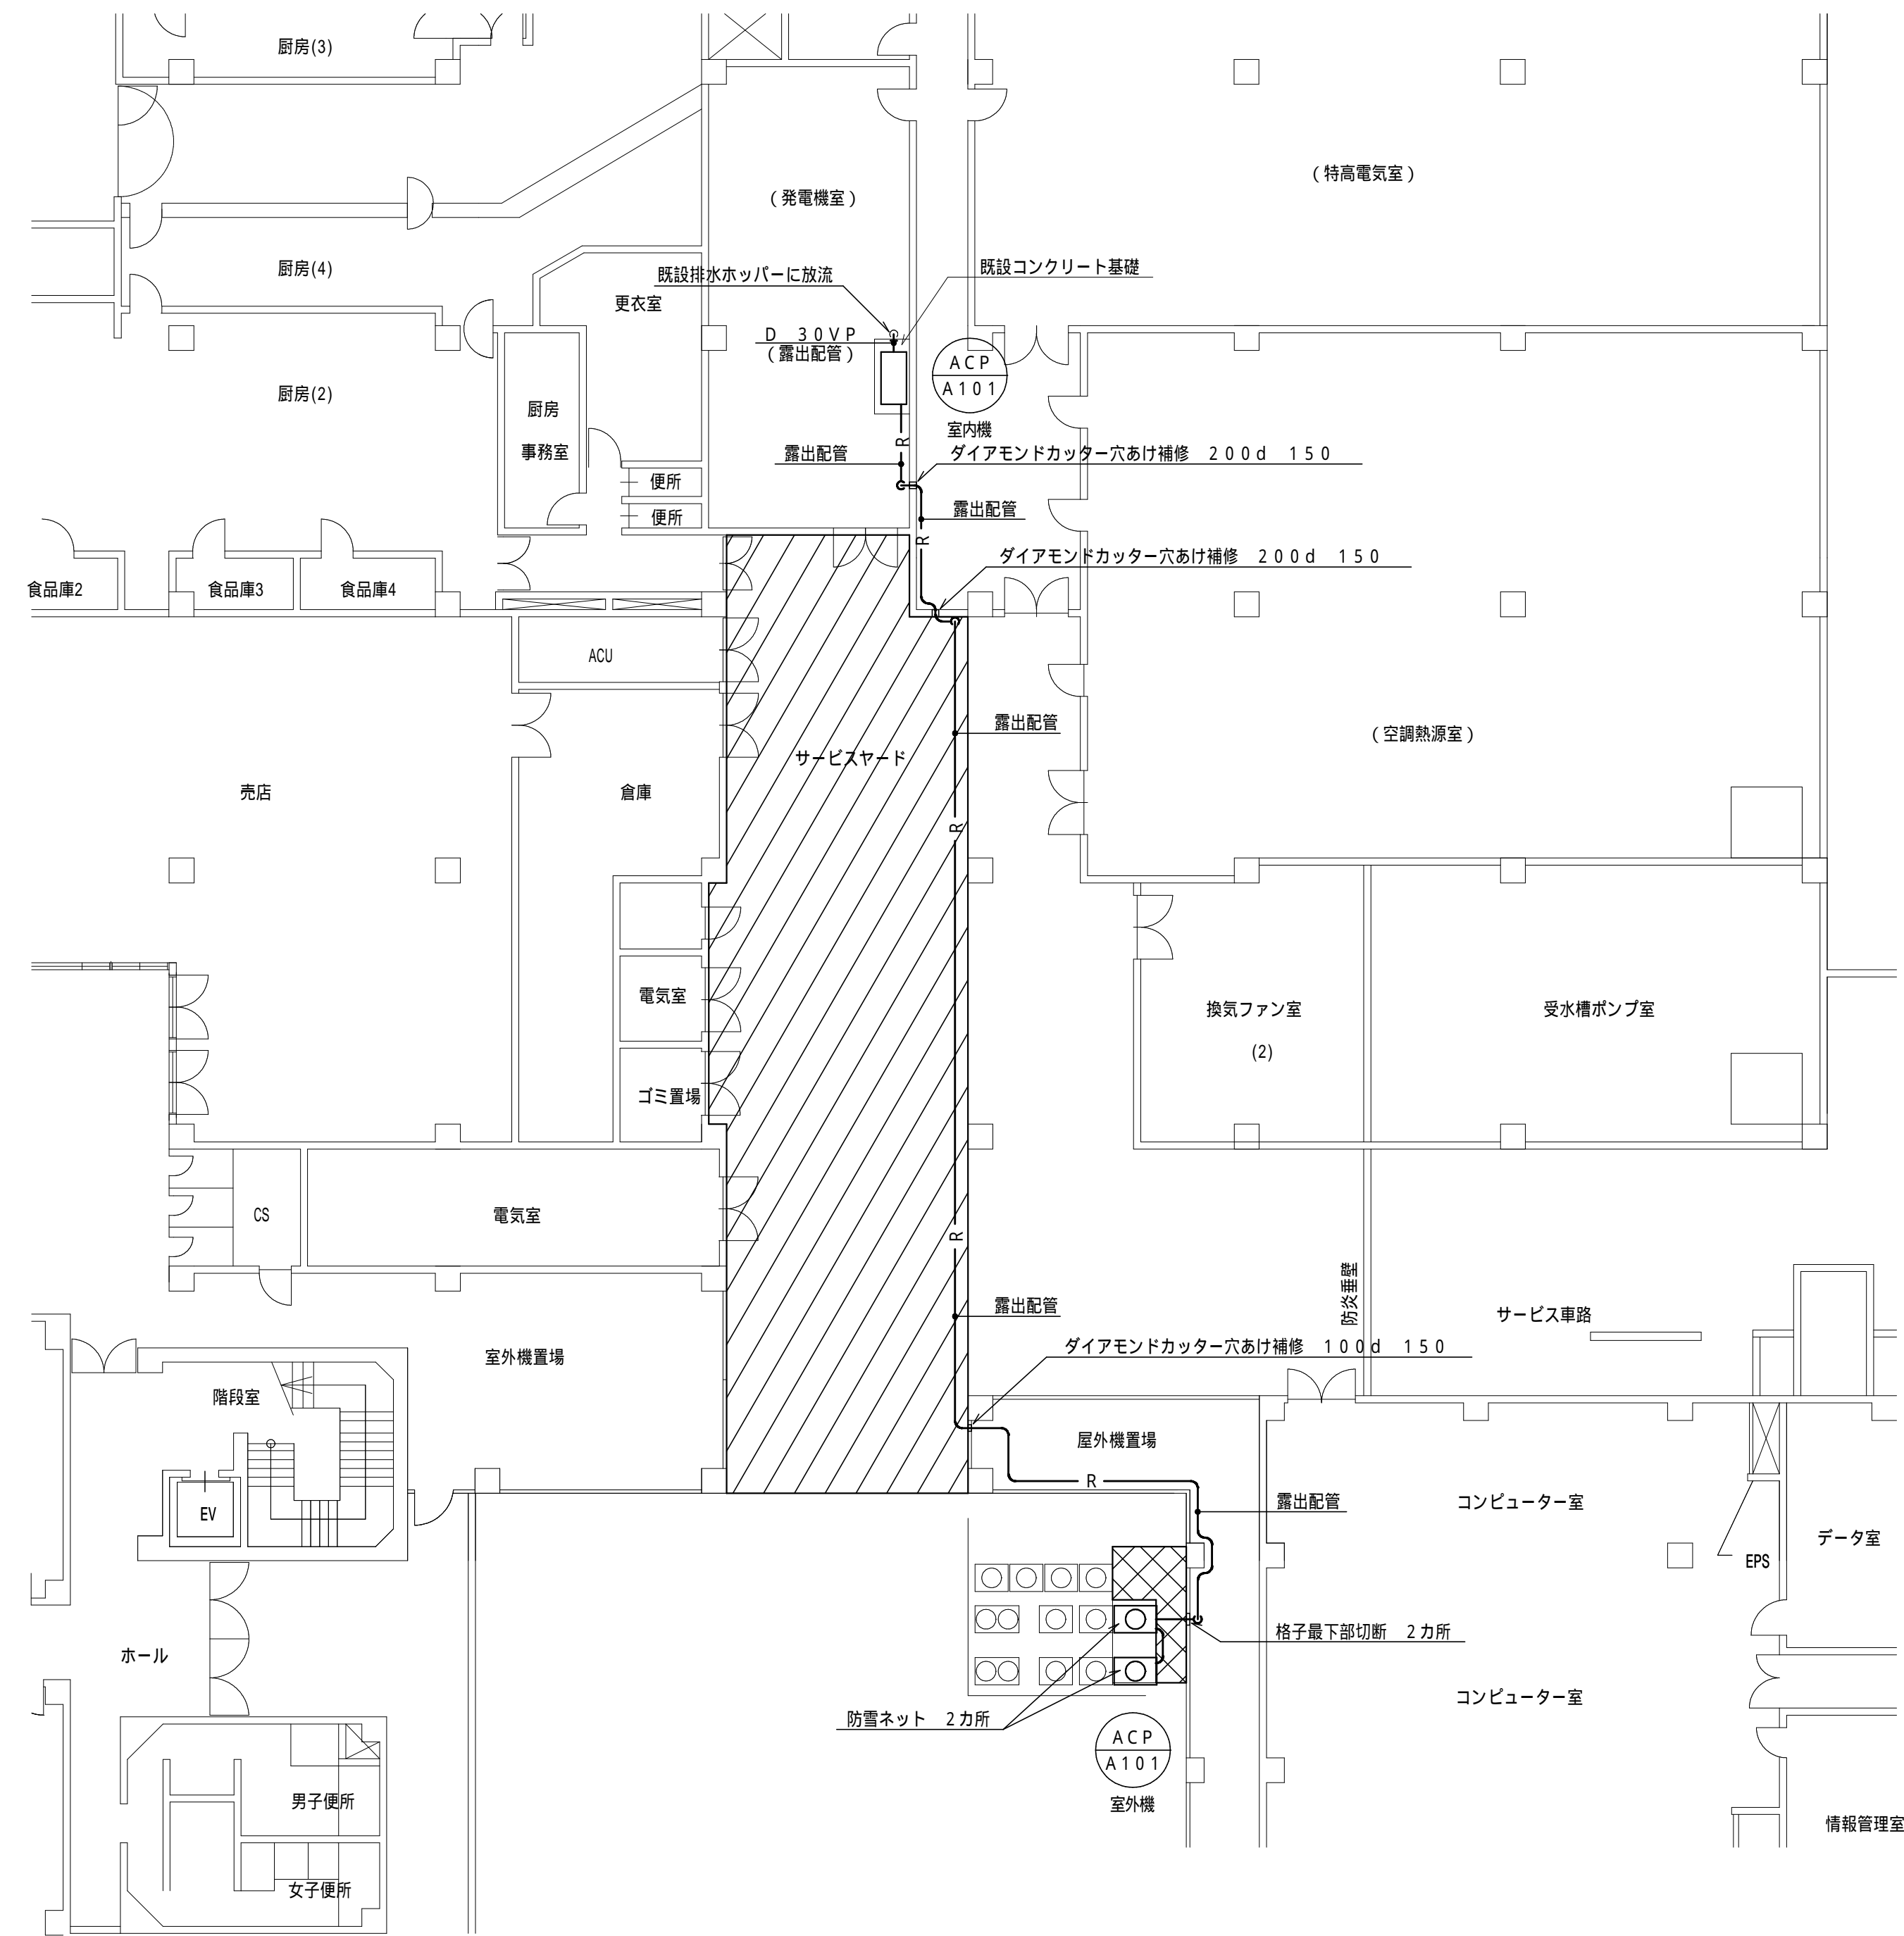 厨房(3)
(特高電気室)
(発電機室)
厨房(4)
既設排水ホッパーに放流
既設コンクリート基礎
更衣室
D 30VP
(露出配管)
ACP
A101
室内機
厨房(2)
厨房
事務室
露出配管
ダイアモンドカッター穴あけ補修 200d 150
R
便所
便所
露出配管
R
ダイアモンドカッター穴あけ補修 200d 150
食品庫2
食品庫3
食品庫4
ACU
露出配管
(空調熱源室)
サービスヤード
売店
倉庫
R
電気室
換気ファン室
(2)
受水槽ポンプ室
ゴミ置場
CS
電気室
R
防炎垂壁
露出配管
サービス車路
ダイアモンドカッター穴あけ補修 100d 150
室外機置場
階段室
屋外機置場
R
露出配管
コンピューター室
EV
データ室
EPS
格子最下部切断 2カ所
ホール
コンピューター室
防雪ネット 2カ所
ACP
A101
室外機
男子便所
情報管理室
女子便所